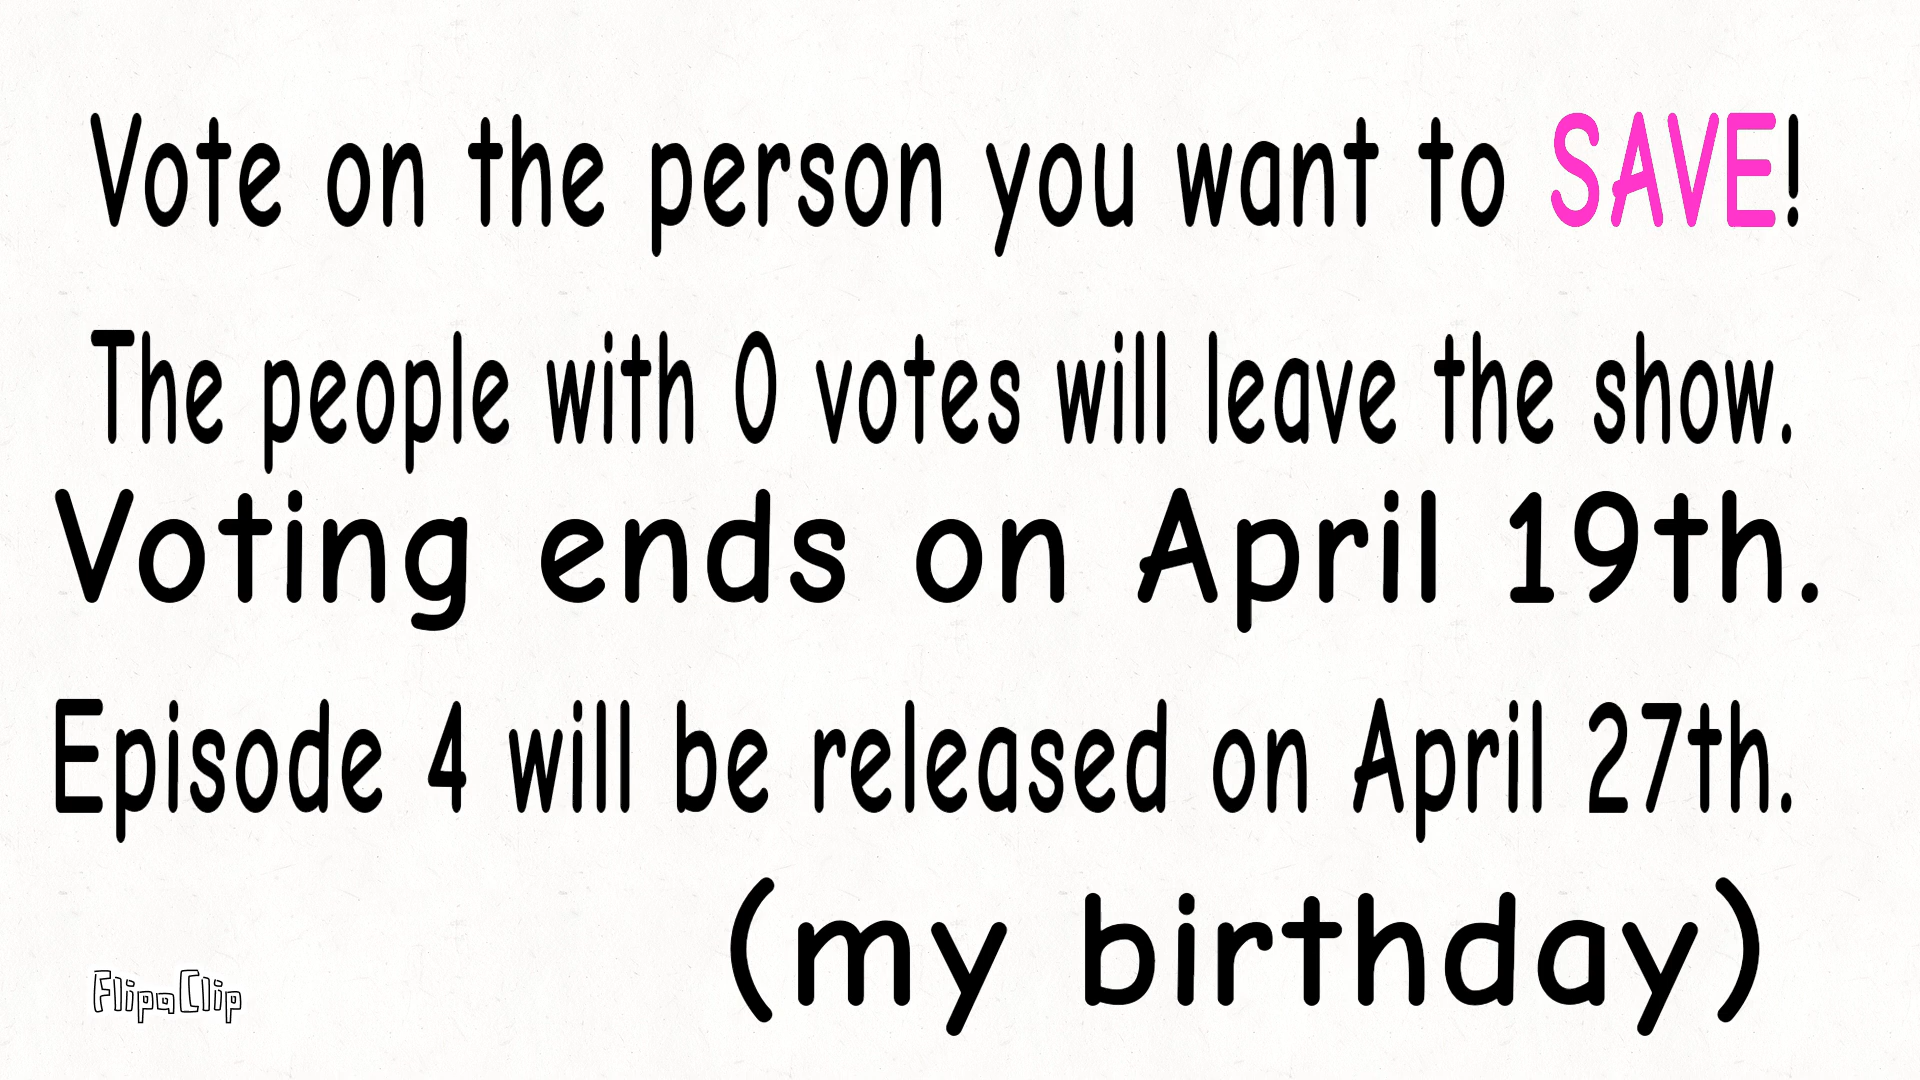 Vote on the person you want to SAVE!
The people with 0 votes will leave the show.
Voting ends on April 19th.
Episode 4 will be released on April 27th.
(my birthday)
FlipaClip